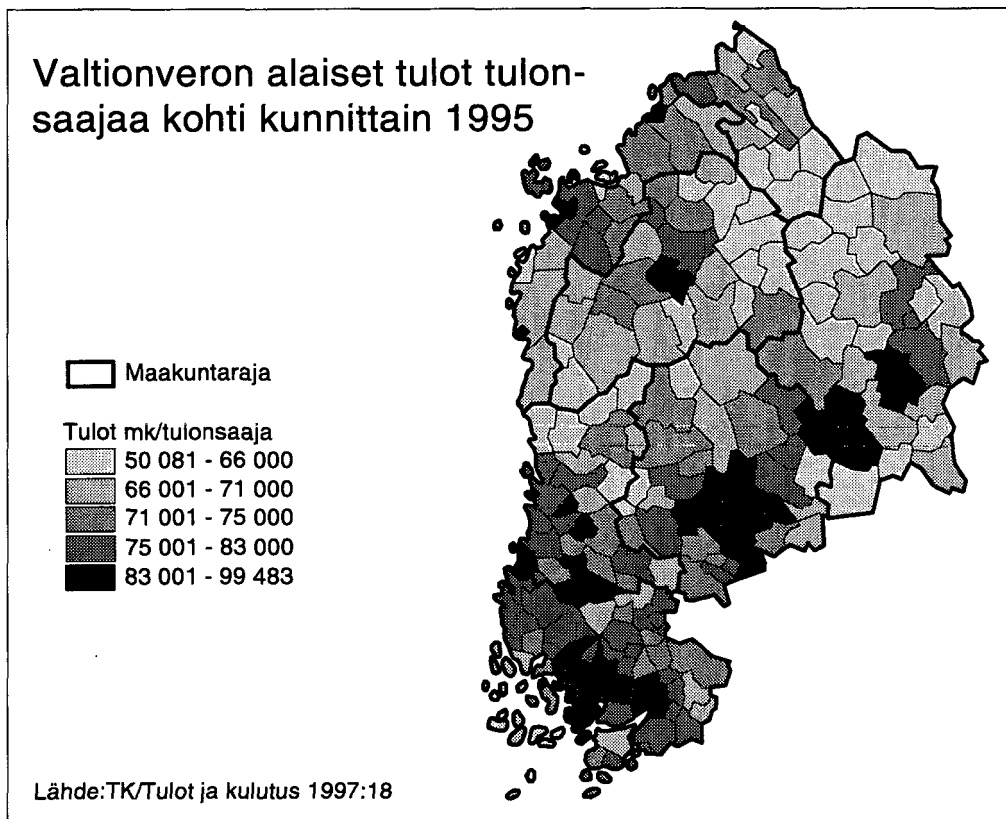 Valtionveron alaiset tulot tulon-
saajaa kohti kunnittain 1995
Maakuntaraja
Tulot mk/tulonsaaja
50 081 - 66 000
66 001 - 71 000
71 001 - 75 000
75 001 - 83 000
83 001 - 99 483
Lähde:TK/Tulot ja kulutus 1997:18